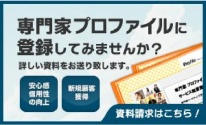 専門家プロファイルに
登録してみませんか？
詳しい資料をお送り致します。
安心感
信用性
の向上
新規顧客
獲得
資料請求はこちら！